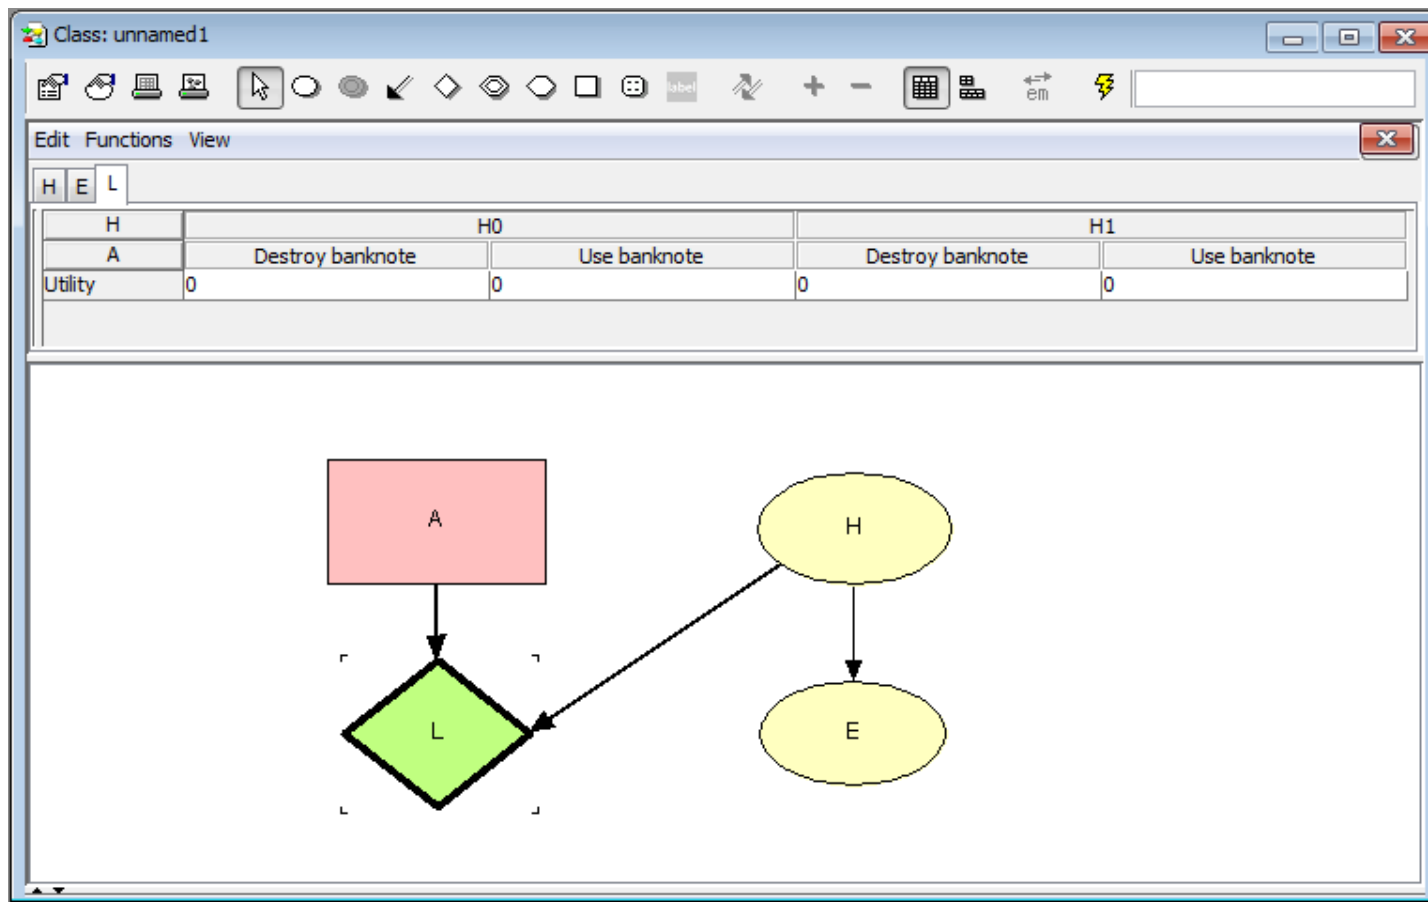 Class: unnamed1
label
em
Edit Functions View
H E L
H H0 H1
A Destroy banknote Use banknote Destroy banknote Use banknote
Utility 0 0 0 0
A
H
L
E